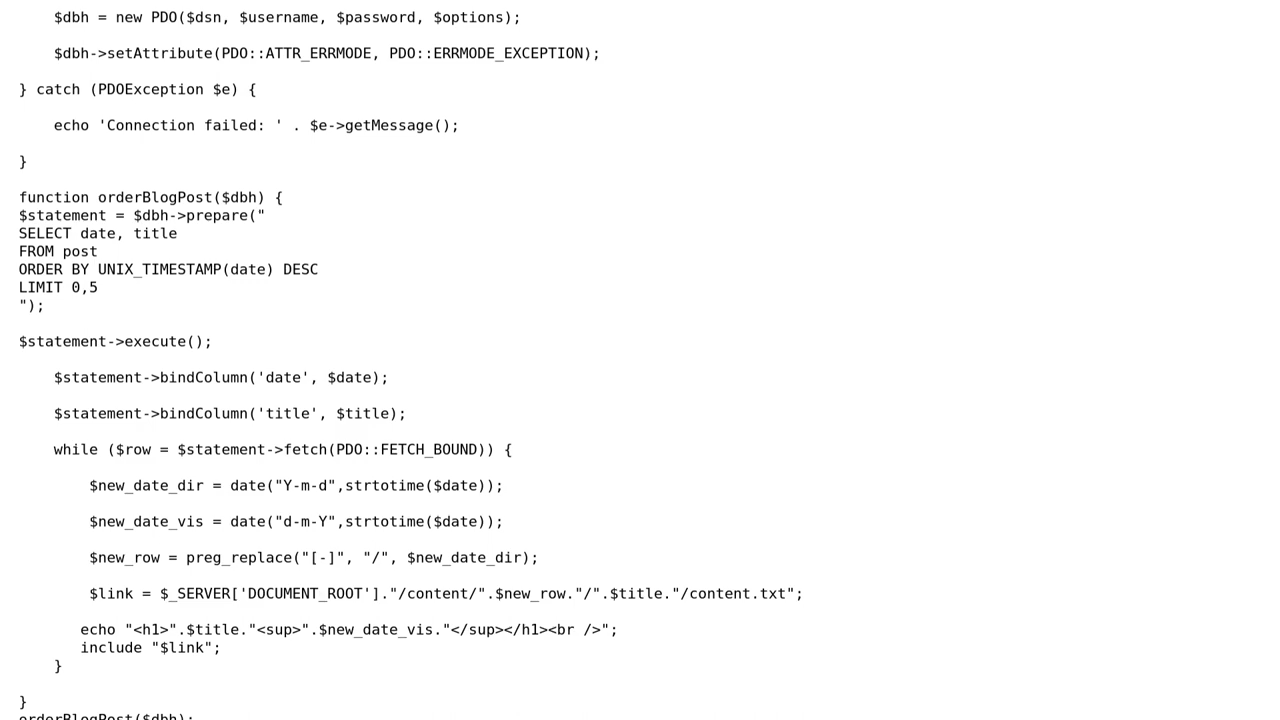 $dbh = new PDO($dsn, $username, $password, $options);
$dbh->setAttribute(PDO::ATTR_ERRMODE, PDO::ERRMODE_EXCEPTION);
} catch (PDOException $e) {
echo 'Connection failed: ' . $e->getMessage();
}
function orderBlogPost($dbh) {
$statement = $dbh->prepare("
SELECT date, title
FROM post
ORDER BY UNIX_TIMESTAMP(date) DESC
LIMIT 0,5
");
$statement->execute();
$statement->bindColumn('date', $date);
$statement->bindColumn('title', $title);
while ($row = $statement->fetch(PDO::FETCH_BOUND)) {
$new_date_dir = date("Y-m-d",strtotime($date));
$new_date_vis = date("d-m-Y",strtotime($date));
$new_row = preg_replace("[-]", "/", $new_date_dir);
$link = $_SERVER['DOCUMENT_ROOT']."/content/".$new_row."/".$title."/content.txt";
echo "<h1>".$title."<sup>".$new_date_vis."</sup></h1><br />";
include "$link";
}
}
orderBlogPost($dbh);